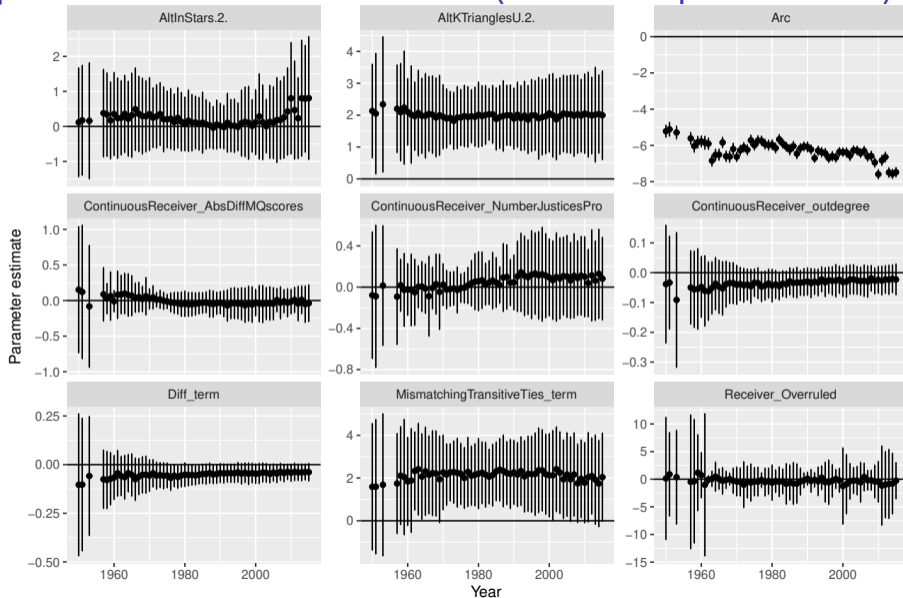 AltInStars.2.
AltKTrianglesU.2.
Arc
2
1
0
−1
4
3
2
1
0
0
−2
−4
−6
−8
ContinuousReceiver_AbsDiffMQscores
ContinuousReceiver_NumberJusticesPro
ContinuousReceiver_outdegree
1.0
0.5
0.0
−0.5
−1.0
0.4
0.0
−0.4
−0.8
0.1
0.0
−0.1
−0.2
−0.3
Parameter estimate
Diff_term
MismatchingTransitiveTies_term
Receiver_Overruled
0.25
0.00
−0.25
−0.50
4
2
0
10
5
0
−5
−10
−15
1960 1980 2000
1960 1980 2000
1960 1980 2000
Year